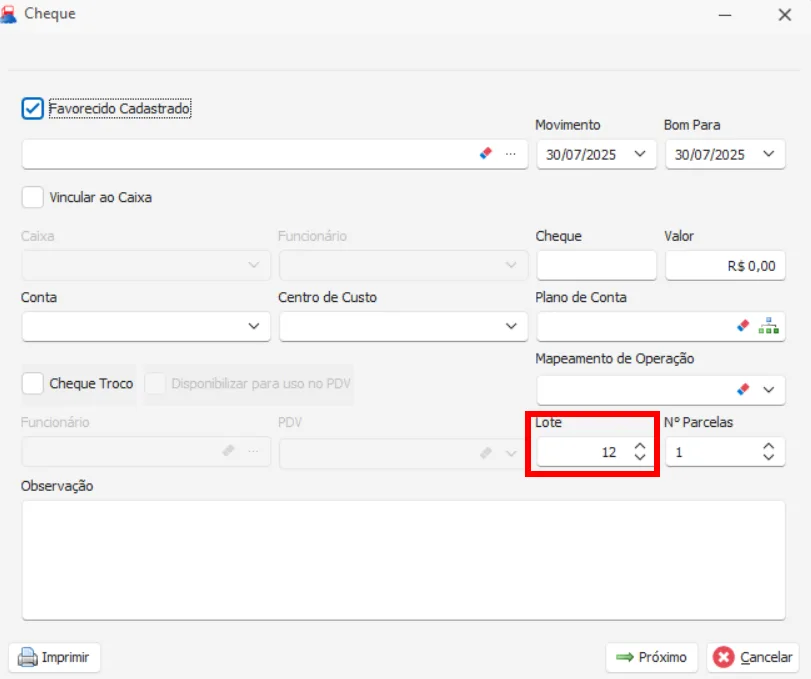 Cheque
Favorecido Cadastrado
Movimento Bom Para
30/07/2025 30/07/2025
Vincular ao Caixa
Caixa Funcionário Cheque Valor
R$ 0,00
Conta Centro de Custo Plano de Conta
Mapeamento de Operação
Cheque Troco Disponibilizar para uso no PDV
Funcionário PDV Lote Nº Parcelas
12 1
Observação
Imprimir Próximo Cancelar